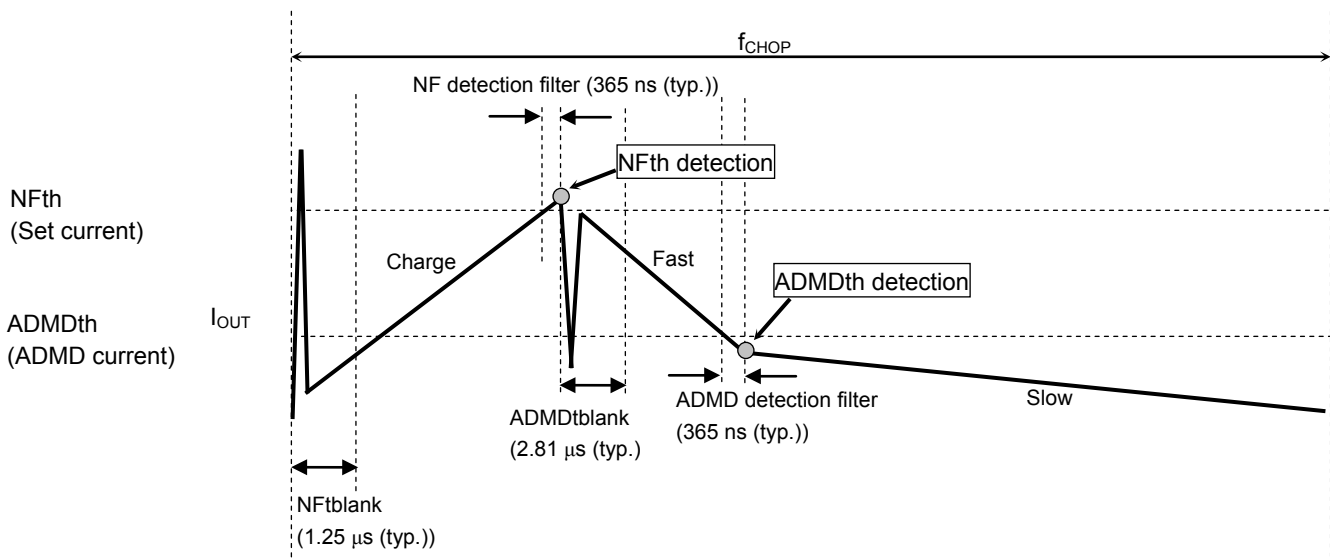 fCHOP
NF detection filter (365 ns (typ.))
NFth detection
NFth
(Set current)
Charge
Fast
ADMDth detection
ADMDth
(ADMD current)
IOUT
ADMDtblank
(2.81 μs (typ.)
ADMD detection filter
(365 ns (typ.))
Slow
NFtblank
(1.25 μs (typ.))